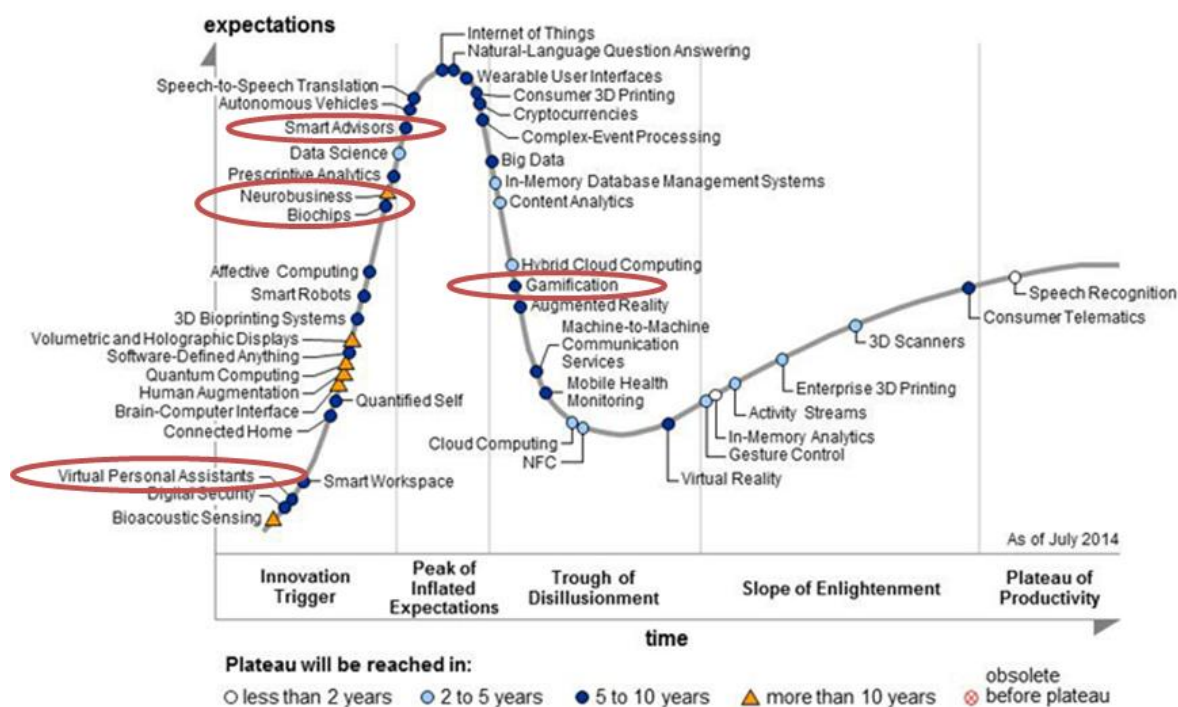 expectations
Internet of Things
Natural-Language Question Answering
Wearable User Interfaces
Speech-to-Speech Translation
Consumer 3D Printing
Autonomous Vehicles
Cryptocurrencies
Smart Advisors
Complex-Event Processing
Data Science
Big Data
Prescriptive Analytics
In-Memory Database Management Systems
Neurobusiness
Content Analytics
Biochips
Hybrid Cloud Computing
Affective Computing
Gamification
Speech Recognition
Smart Robots
Augmented Reality
3D Bioprinting Systems
Consumer Telematics
Machine-to-Machine
Communication
Services
Volumetric and Holographic Displays
3D Scanners
Software-Defined Anything
Quantum Computing
Mobile Health
Monitoring
Human Augmentation
Enterprise 3D Printing
Brain-Computer Interface
Quantified Self
Activity Streams
Connected Home
Cloud Computing
In-Memory Analytics
NFC
Gesture Control
Virtual Personal Assistants
Smart Workspace
Virtual Reality
Digital Security
Bioacoustic Sensing
As of July 2014
Innovation
Trigger
Peak of
Inflated
Expectations
Trough of
Disillusionment
Slope of Enlightenment
Plateau of
Productivity
time
Plateau will be reached in:
less than 2 years
2 to 5 years
5 to 10 years
more than 10 years
obsolete
before plateau